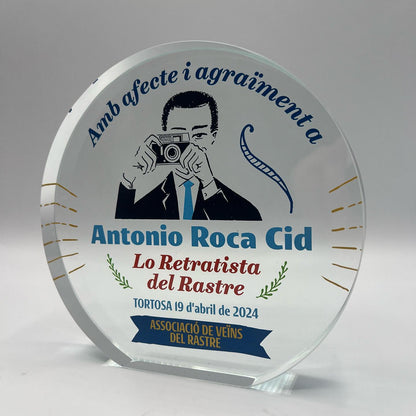 Amb afecte i agraïment a
Antonio Roca Cid
Lo Retratista
del Rastre
TORTOSA 19 d'abril de 2024
ASSOCIACIÓ DE VEÏNS
DEL RASTRE